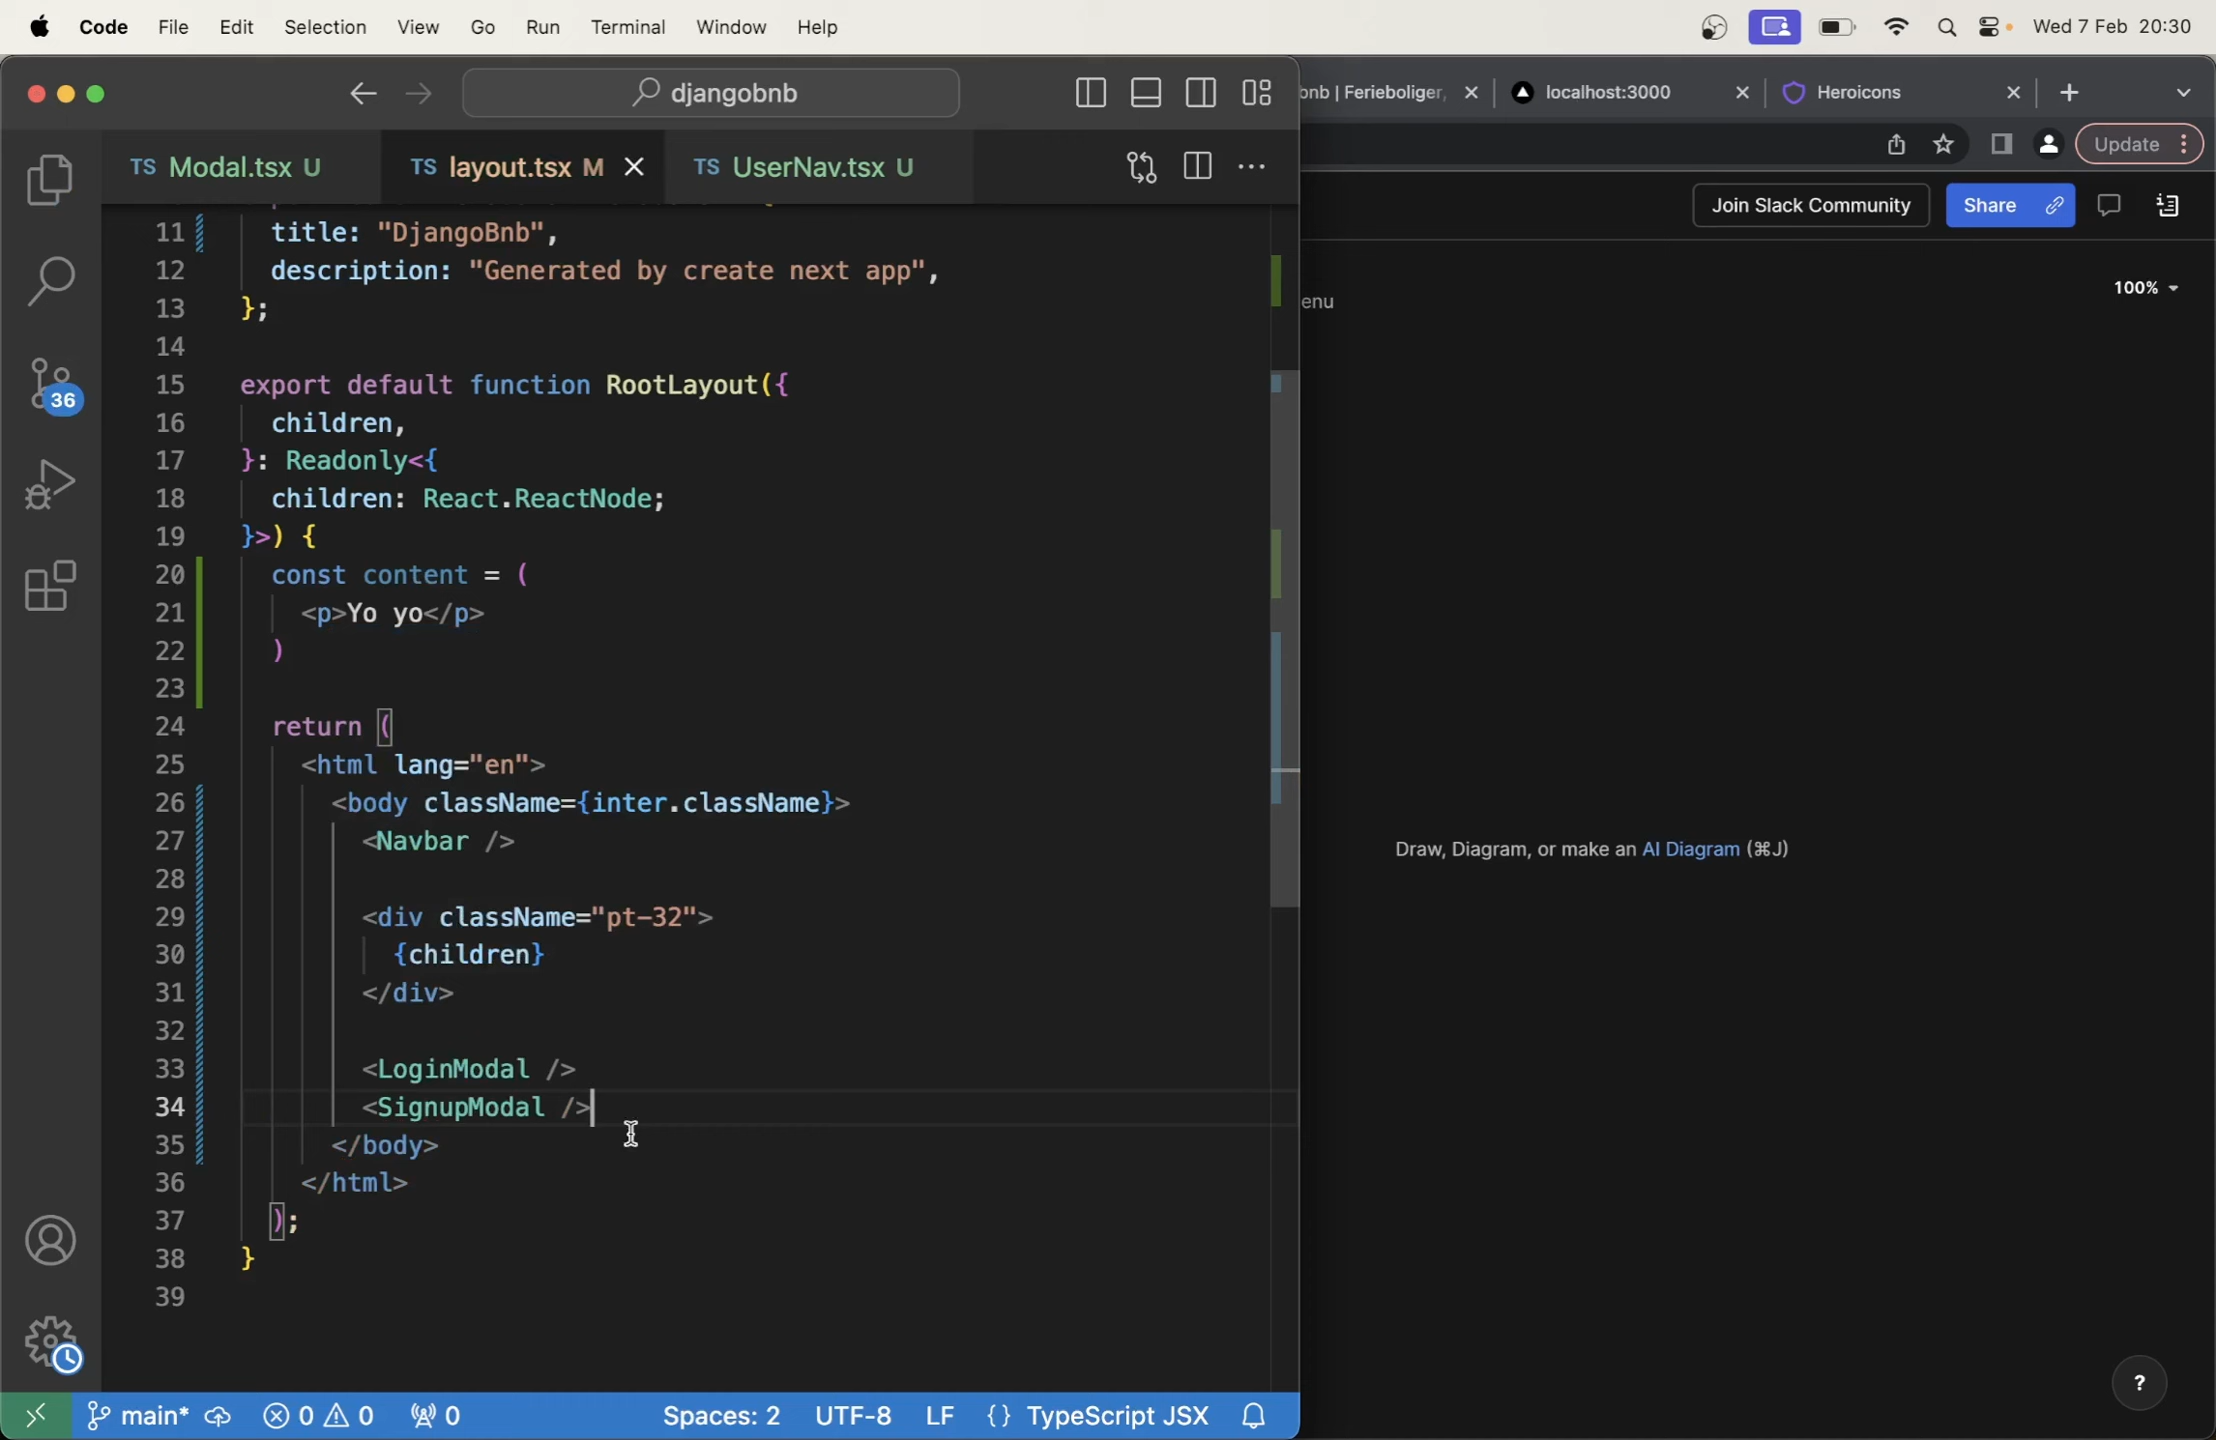 Code File Edit Selection View Go Run Terminal Window Help Wed 7 Feb 20:30
djangobnb
bnb | Ferieboliger, localhost:3000 Heroicons
TS Modal.tsx U TS layout.tsx M TS UserNav.tsx U
Update
Join Slack Community Share
100%
enu
11 title: "DjangoBnb",
12 description: "Generated by create next app",
13 };
14
15 export default function RootLayout({
16 children,
17 }: Readonly<{
18 children: React.ReactNode;
19 }>) {
20 const content = (
21 <p>Yo yo</p>
22 )
23
24 return (
25 <html lang="en">
26 <body className={inter.className}>
27 <Navbar />
28
29 <div className="pt-32">
30 {children}
31 </div>
32
33 <LoginModal />
34 <SignupModal />
35 </body>
36 </html>
37 );
38 }
39
36
Draw, Diagram, or make an AI Diagram (⌘J)
?
main* 0 0 0 Spaces: 2 UTF-8 LF {} TypeScript JSX